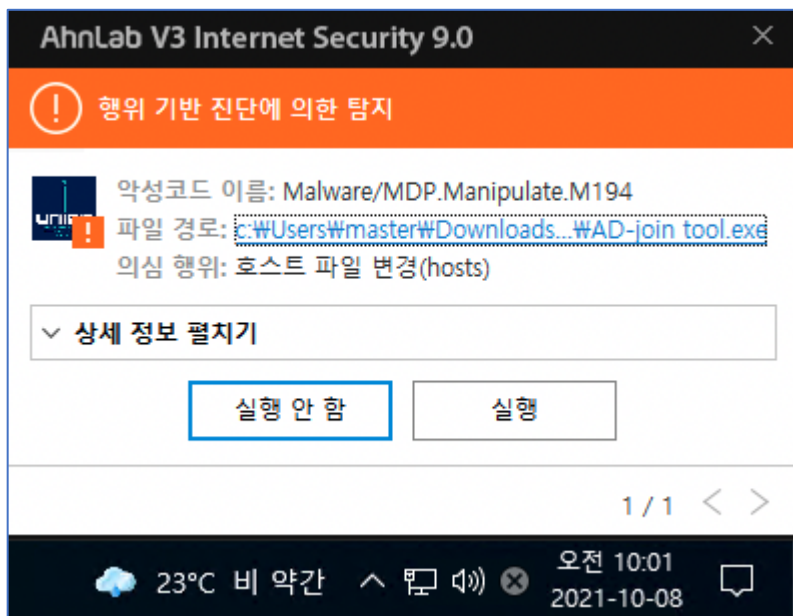 AhnLab V3 Internet Security 9.0
행위 기반 진단에 의한 탐지
악성코드 이름: Malware/MDP.Manipulate.M194
파일 경로: c:₩Users₩master₩Downloads...₩AD-join tool.exe
의심 행위: 호스트 파일 변경(hosts)
상세 정보 펼치기
실행 안 함
실행
1 / 1
23°C 비 약간
오전 10:01
2021-10-08